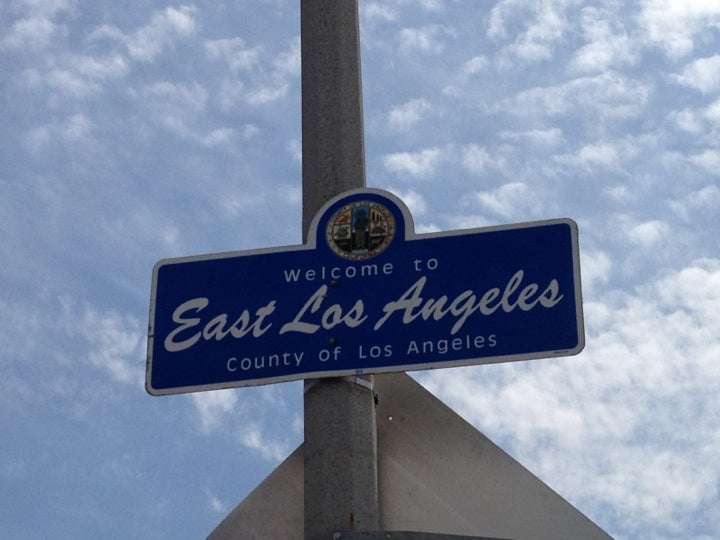 Welcome to
East Los Angeles
County of Los Angeles